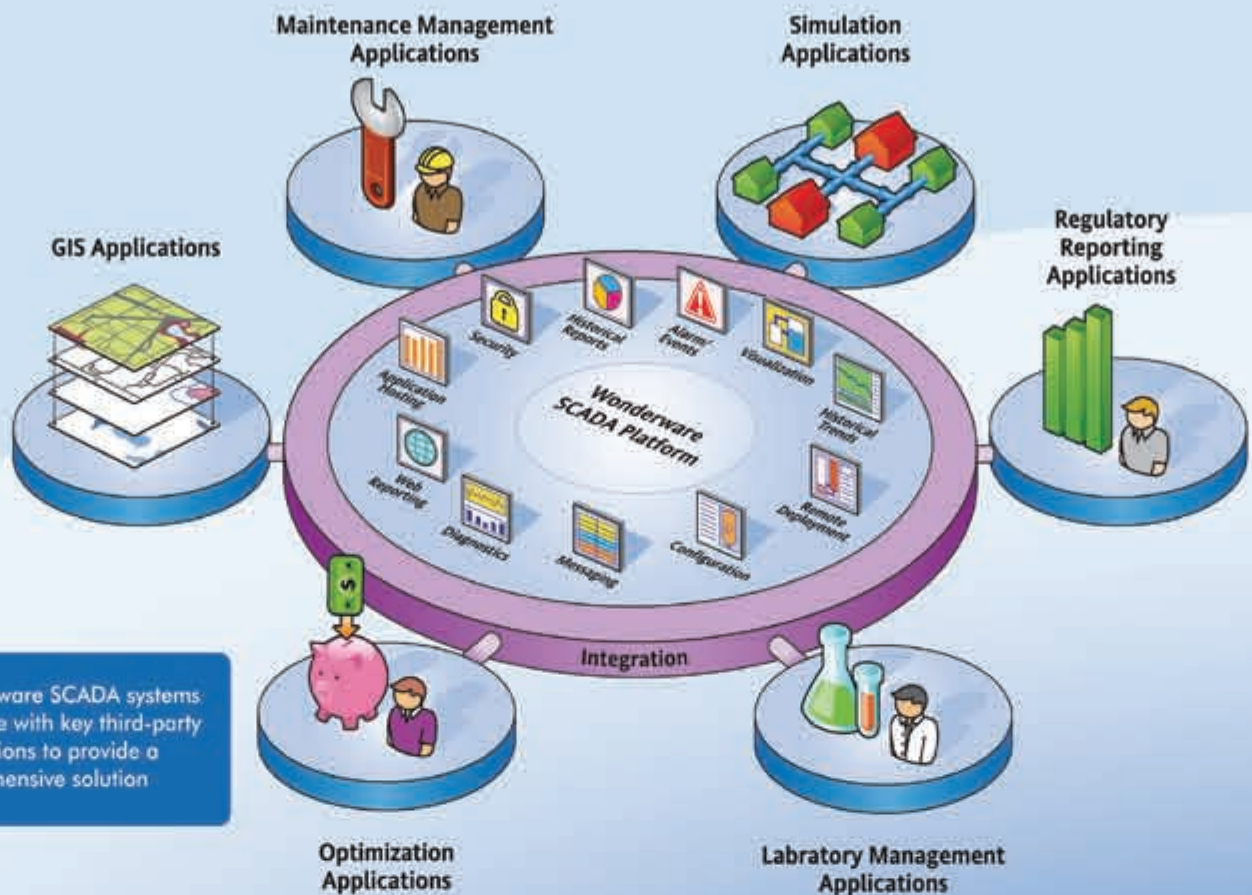 Maintenance Management
Applications
Simulation
Applications
GIS Applications
Regulatory
Reporting
Applications
Security
Historical
Reports
Alarm/
Events
Visualization
Historical
Trends
Application
Hosting
Wonderware
SCADA Platform
Web
Reporting
Diagnostics
Messaging
Configuration
Remote
Deployment
Integration
$
ware SCADA systems
e with key third-party
ions to provide a
hensive solution
Optimization
Applications
Labratory Management
Applications